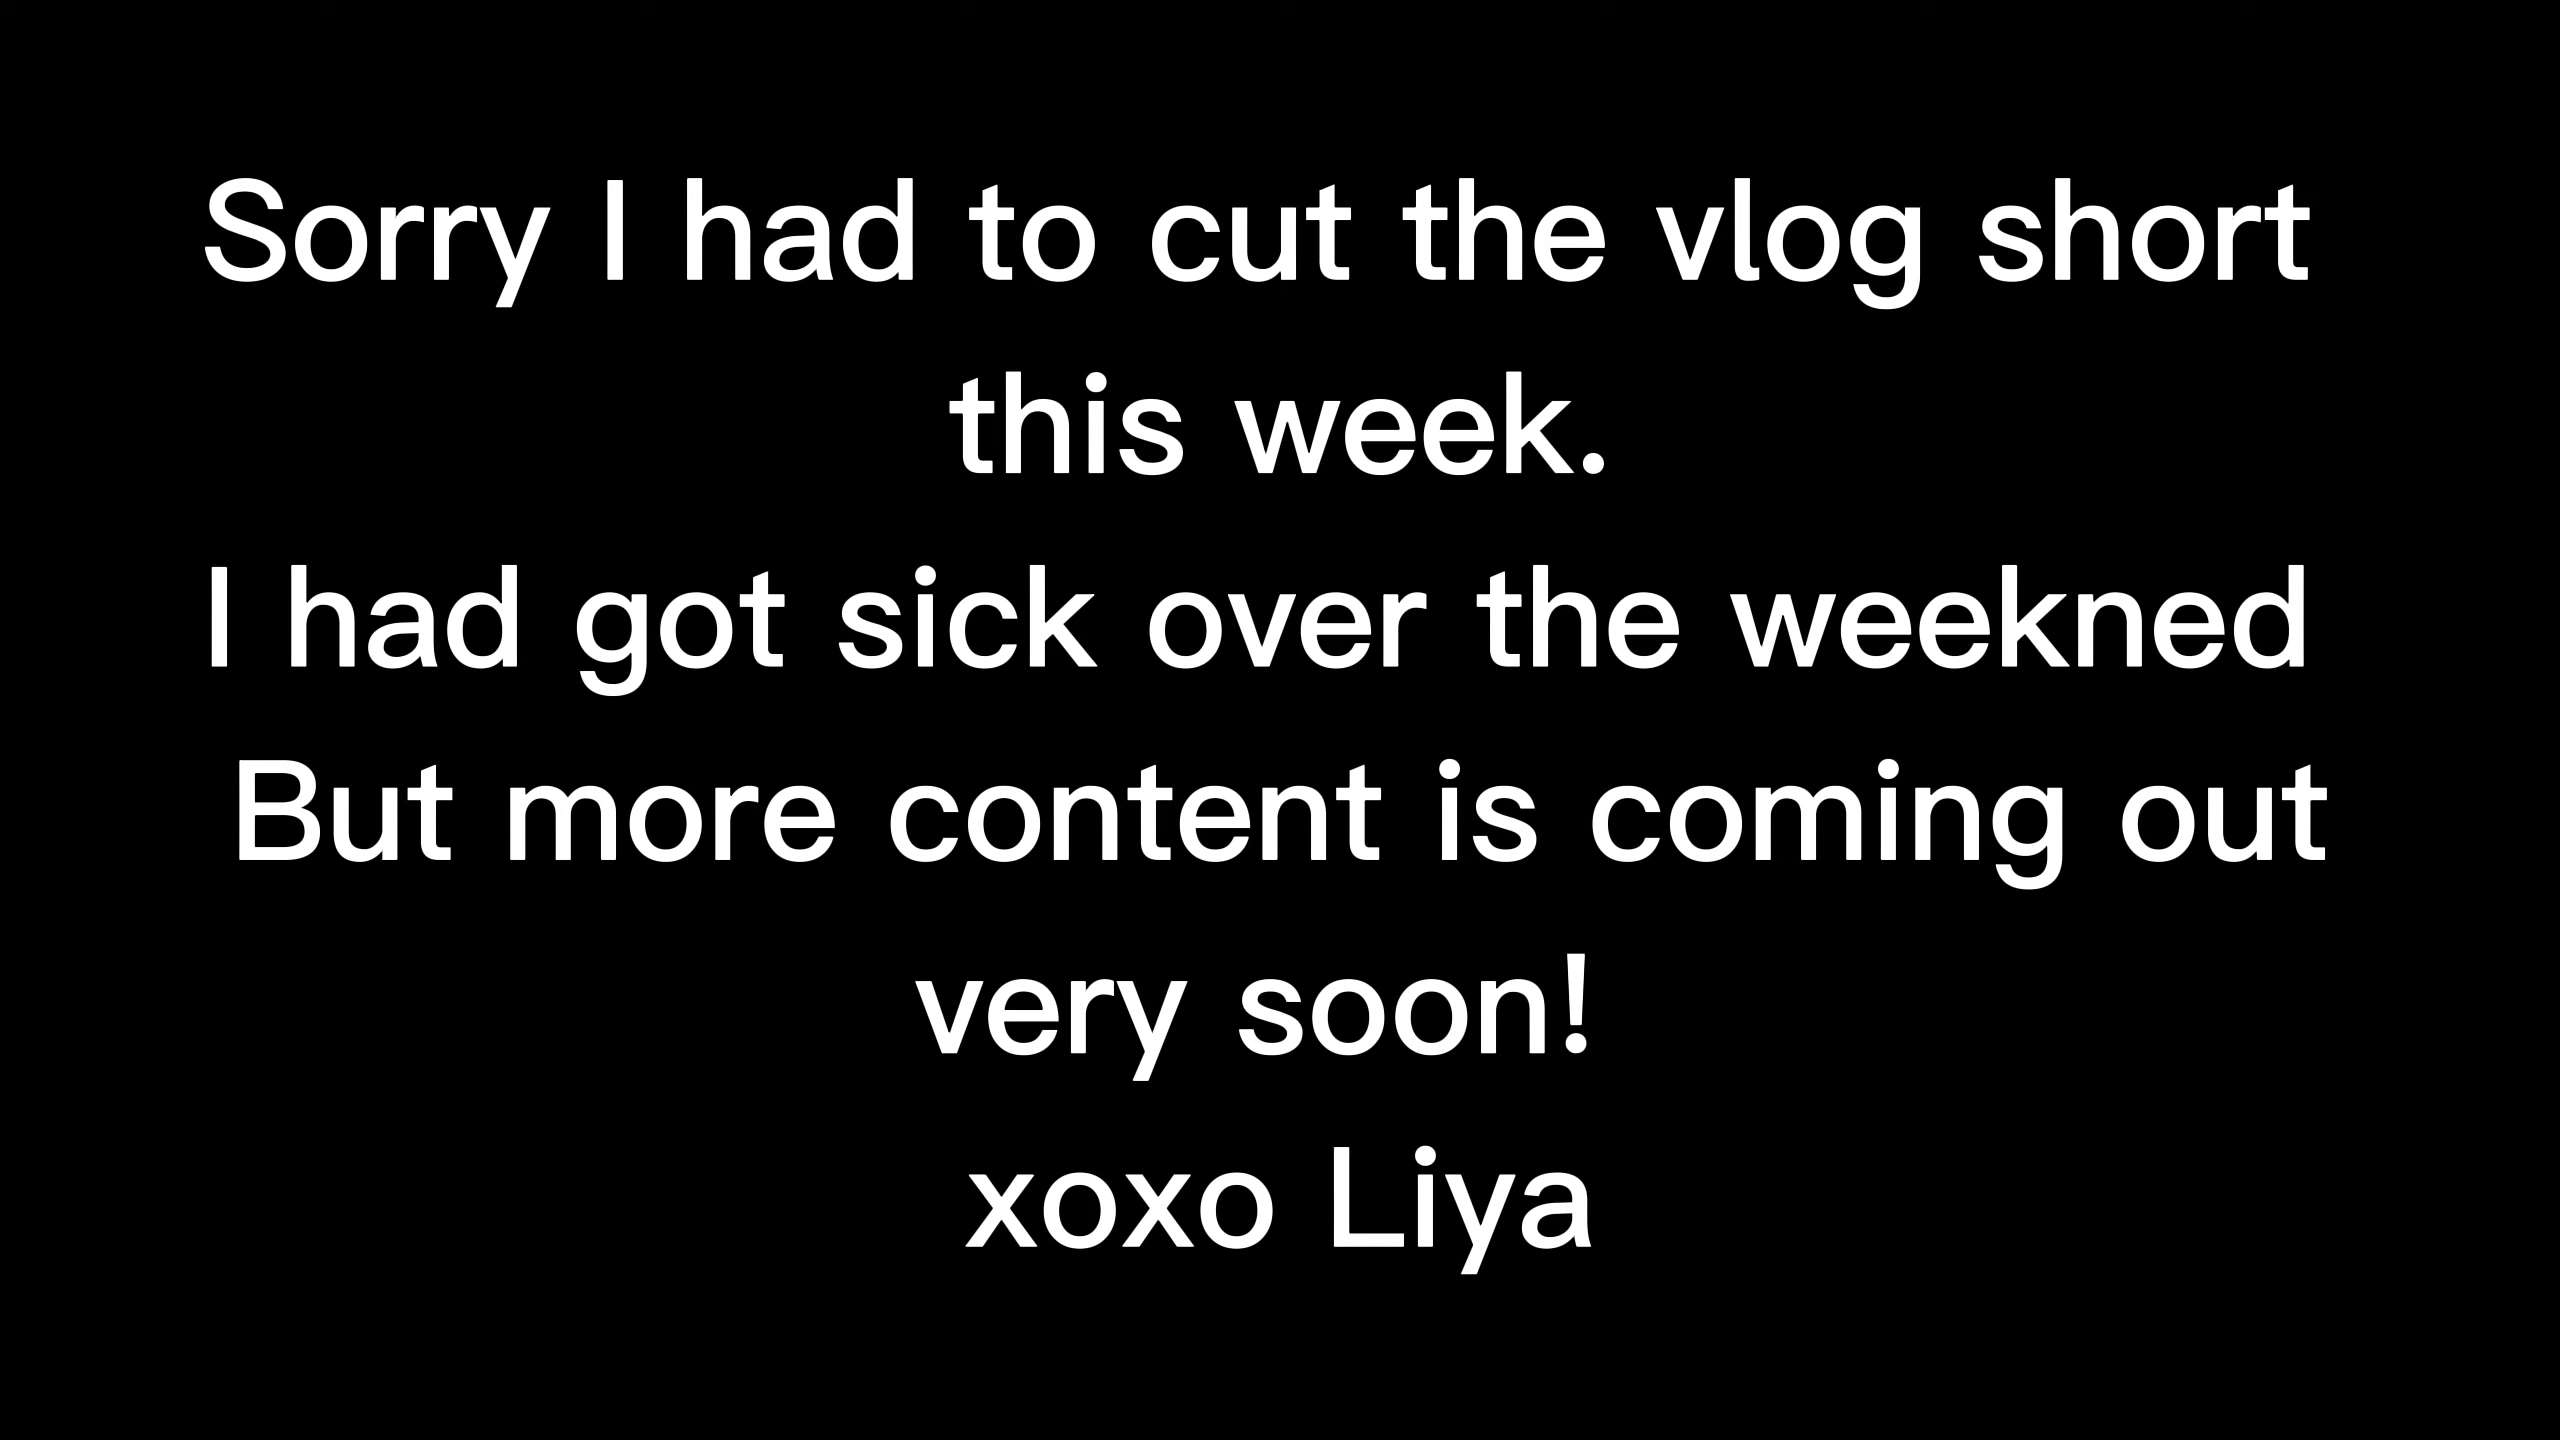 Sorry I had to cut the vlog short
this week.
I had got sick over the weekned
But more content is coming out
very soon!
xoxo Liya